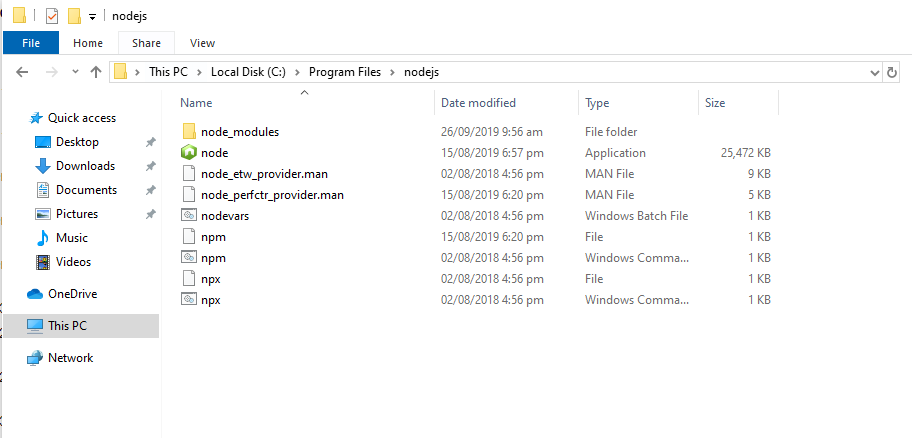 nodejs
File Home Share View
This PC Local Disk (C:) Program Files nodejs
Quick access
Desktop
Downloads
Documents
Pictures
Music
Videos
OneDrive
This PC
Network
Name Date modified Type Size
node_modules 26/09/2019 9:56 am File folder
node 15/08/2019 6:57 pm Application 25,472 KB
node_etw_provider.man 02/08/2018 4:56 pm MAN File 9 KB
node_perfctr_provider.man 15/08/2019 6:20 pm MAN File 5 KB
nodevars 02/08/2018 4:56 pm Windows Batch File 1 KB
npm 15/08/2019 6:20 pm File 1 KB
npm 02/08/2018 4:56 pm Windows Comma... 1 KB
npx 02/08/2018 4:56 pm File 1 KB
npx 02/08/2018 4:56 pm Windows Comma... 1 KB